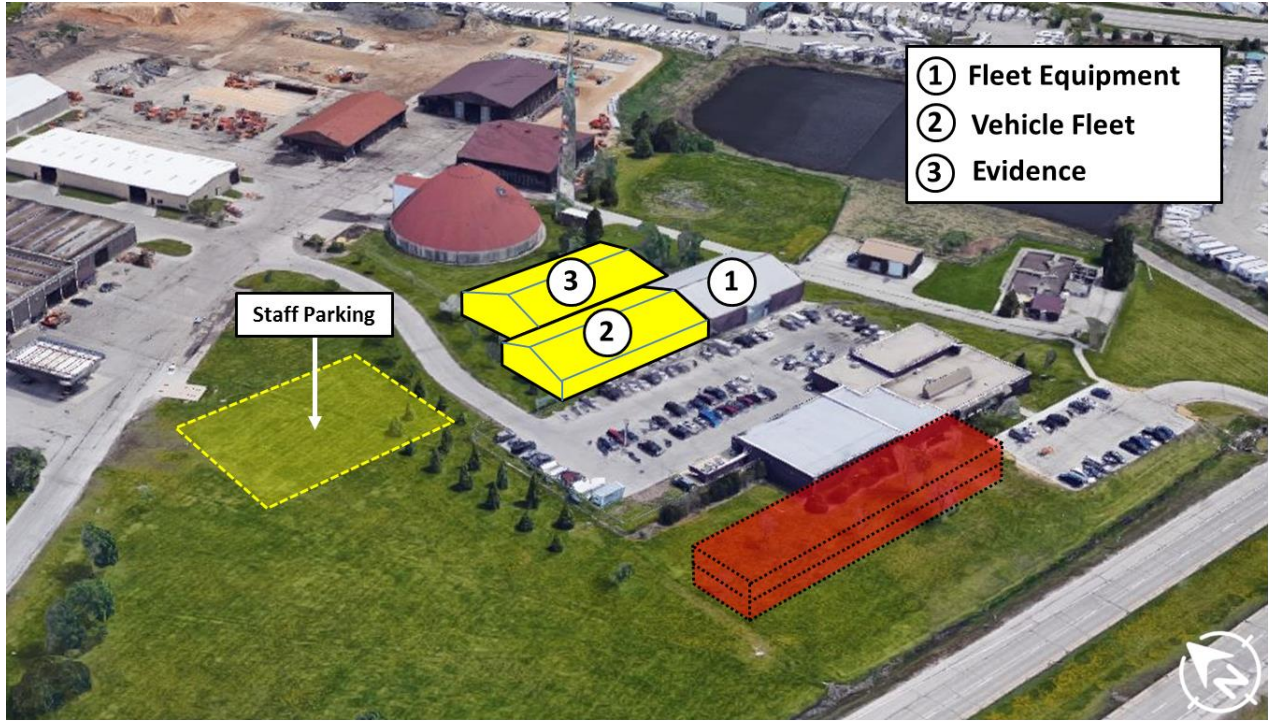 1 Fleet Equipment
2 Vehicle Fleet
3 Evidence
3
1
2
Staff Parking
N